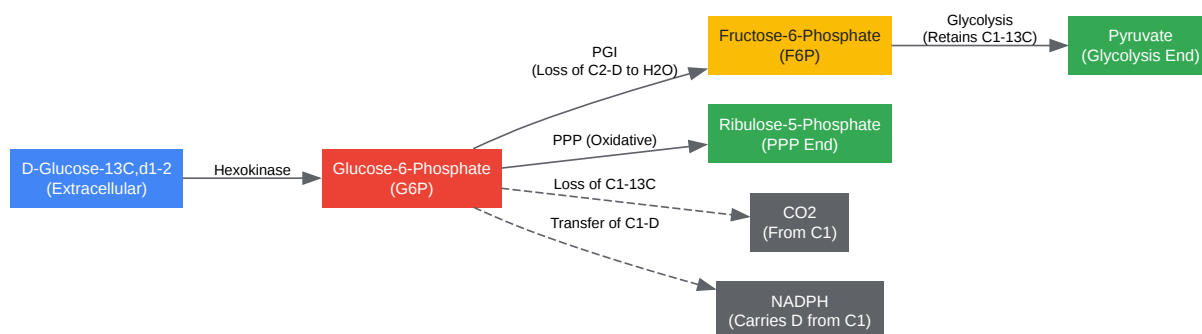 D-Glucose-13C,d1-2
(Extracellular)
Hexokinase
Glucose-6-Phosphate
(G6P)
PGI
(Loss of C2-D to H2O)
PPP (Oxidative)
Loss of C1-13C
Transfer of C1-D
Fructose-6-Phosphate
(F6P)
Glycolysis
(Retains C1-13C)
Pyruvate
(Glycolysis End)
Ribulose-5-Phosphate
(PPP End)
CO2
(From C1)
NADPH
(Carries D from C1)